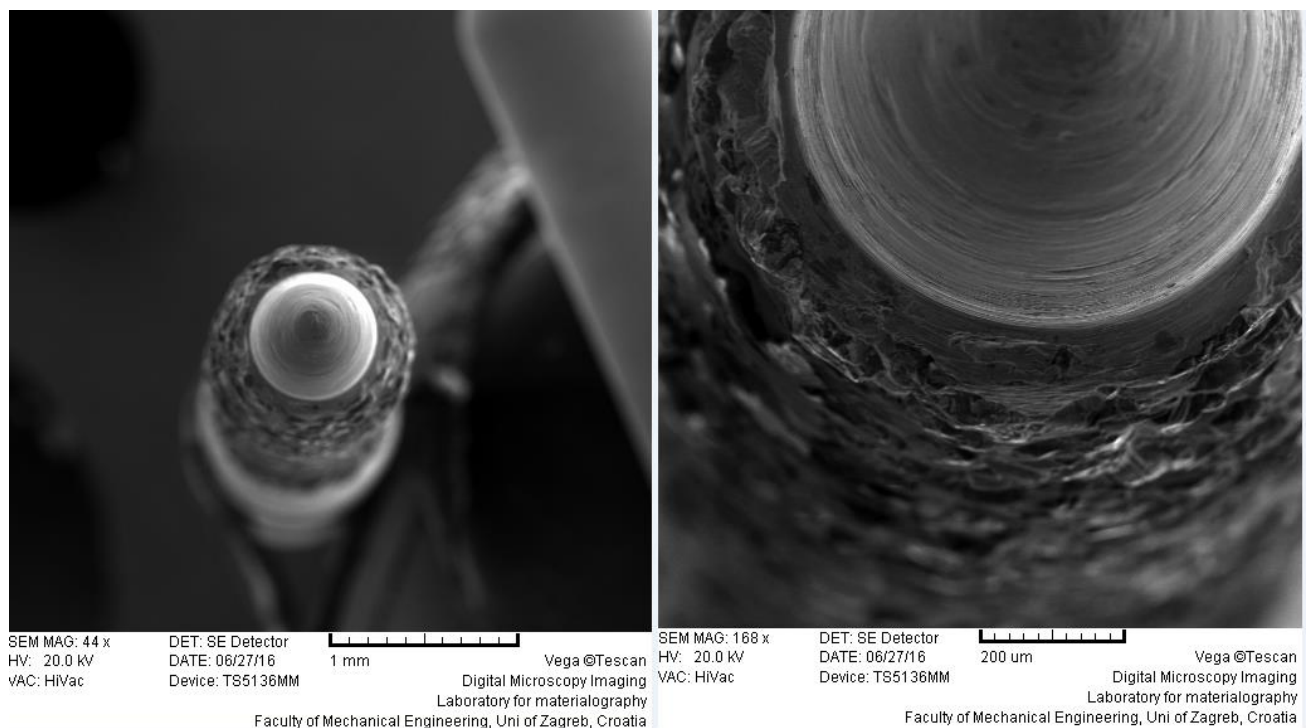 SEM MAG: 44 x DET: SE Detector
HV: 20.0 kV DATE: 06/27/16 1 mm Vega ©Tescan
VAC: HiVac Device: TS5136MM Digital Microscopy Imaging
Laboratory for materialography
Faculty of Mechanical Engineering, Uni of Zagreb, Croatia
SEM MAG: 168 x DET: SE Detector
HV: 20.0 kV DATE: 06/27/16 200 um Vega ©Tescan
VAC: HiVac Device: TS5136MM Digital Microscopy Imaging
Laboratory for materialography
Faculty of Mechanical Engineering, Uni of Zagreb, Croatia